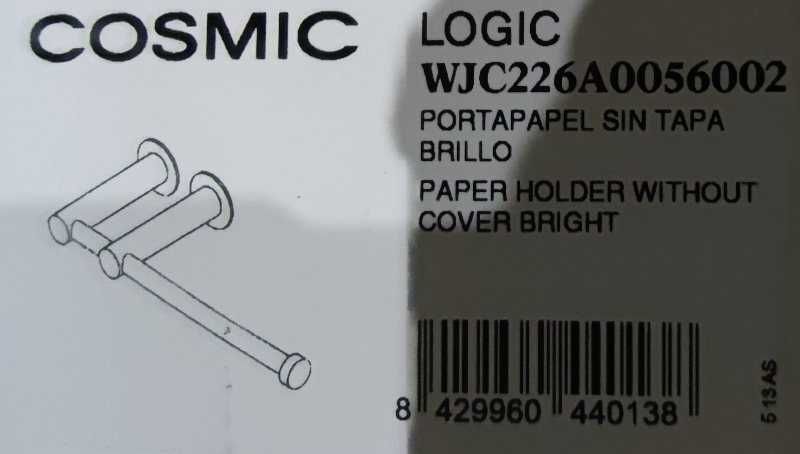 COSMIC
LOGIC
WJC226A0056002
PORTAPAPEL SIN TAPA
BRILLO
PAPER HOLDER WITHOUT
COVER BRIGHT
8 429960 440138
513AS